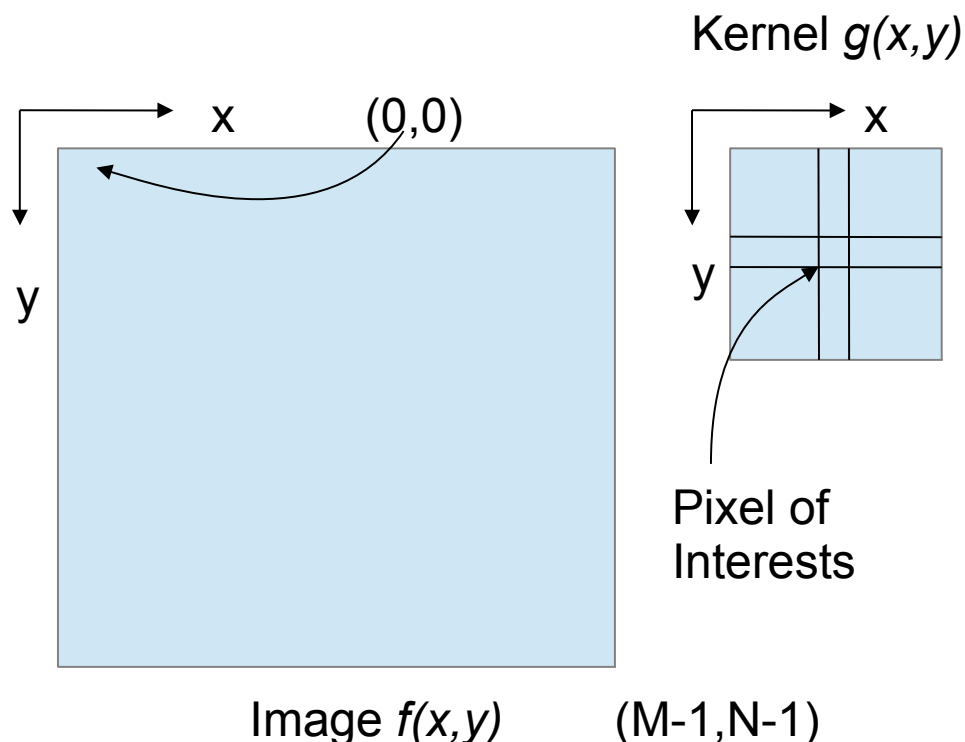 Kernel g(x,y)
x
(0,0)
x
y
y
Pixel of
Interests
Image f(x,y)
(M-1,N-1)